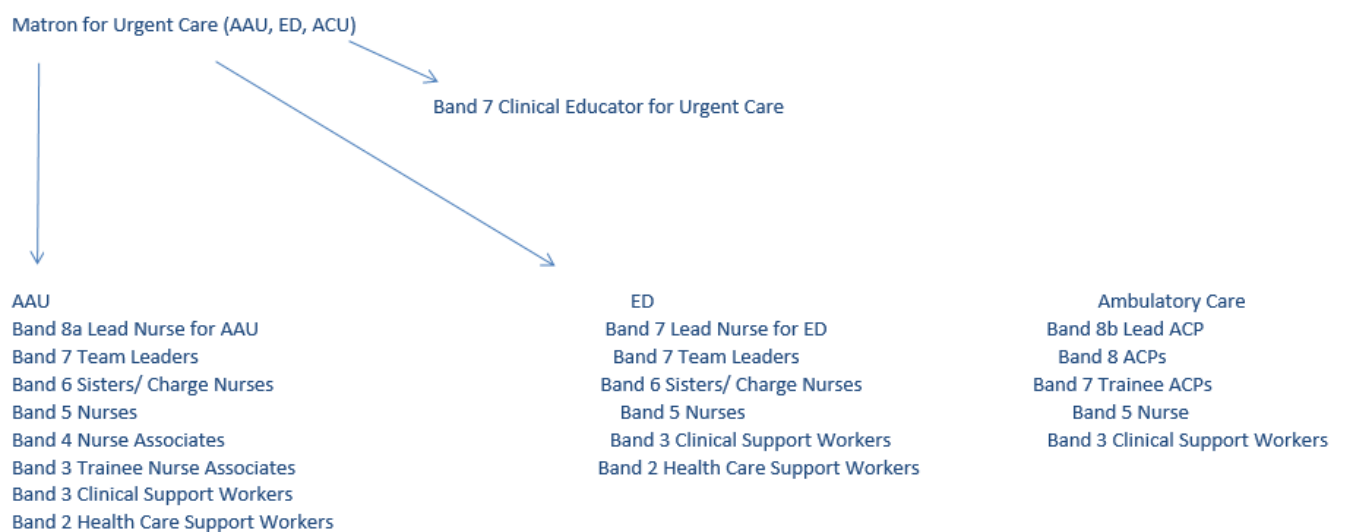 Matron for Urgent Care (AAU, ED, ACU)
Band 7 Clinical Educator for Urgent Care
AAU
Band 8a Lead Nurse for AAU
Band 7 Team Leaders
Band 6 Sisters/ Charge Nurses
Band 5 Nurses
Band 4 Nurse Associates
Band 3 Trainee Nurse Associates
Band 3 Clinical Support Workers
Band 2 Health Care Support Workers
ED
Band 7 Lead Nurse for ED
Band 7 Team Leaders
Band 6 Sisters/ Charge Nurses
Band 5 Nurses
Band 3 Clinical Support Workers
Band 2 Health Care Support Workers
Ambulatory Care
Band 8b Lead ACP
Band 8 ACPs
Band 7 Trainee ACPs
Band 5 Nurse
Band 3 Clinical Support Workers